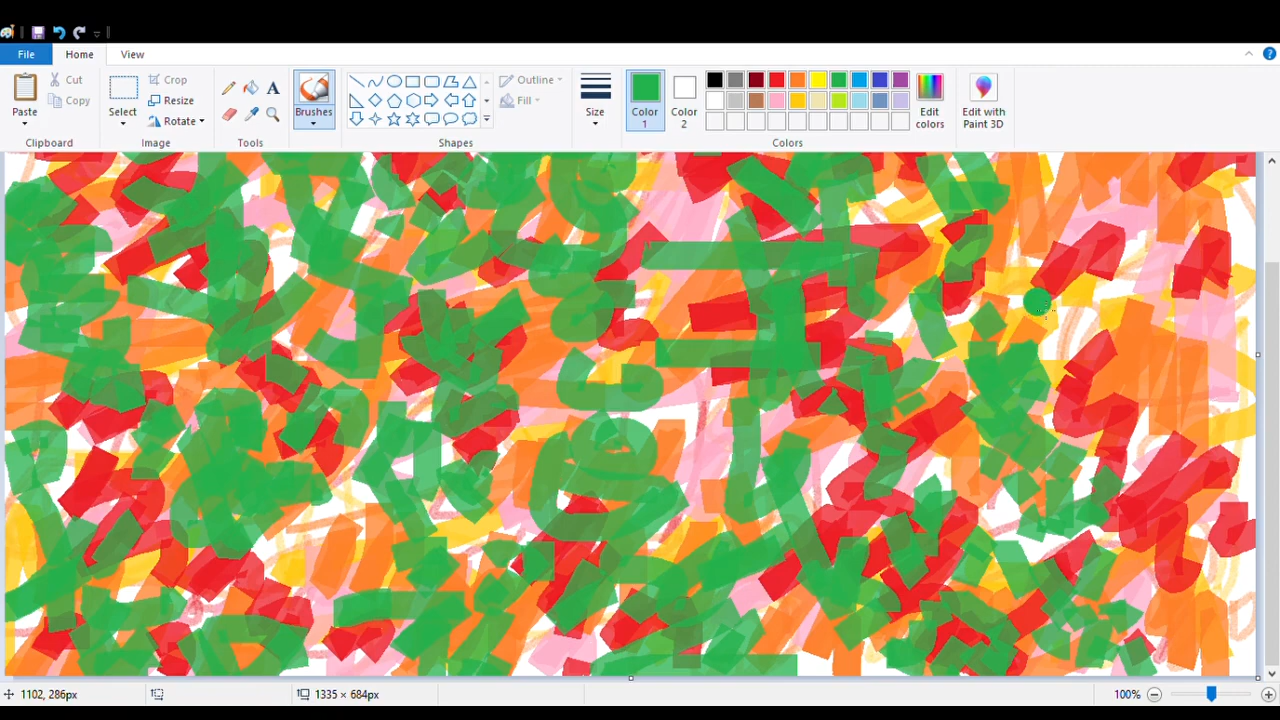 File Home View
Paste Cut Copy Clipboard
Select Crop Resize Rotate Image
Tools A
Brushes
Outline Fill Shapes
Size
Color 1 Color 2 Edit colors Colors
Edit with Paint 3D
1102, 286px 1335 × 684px 100%